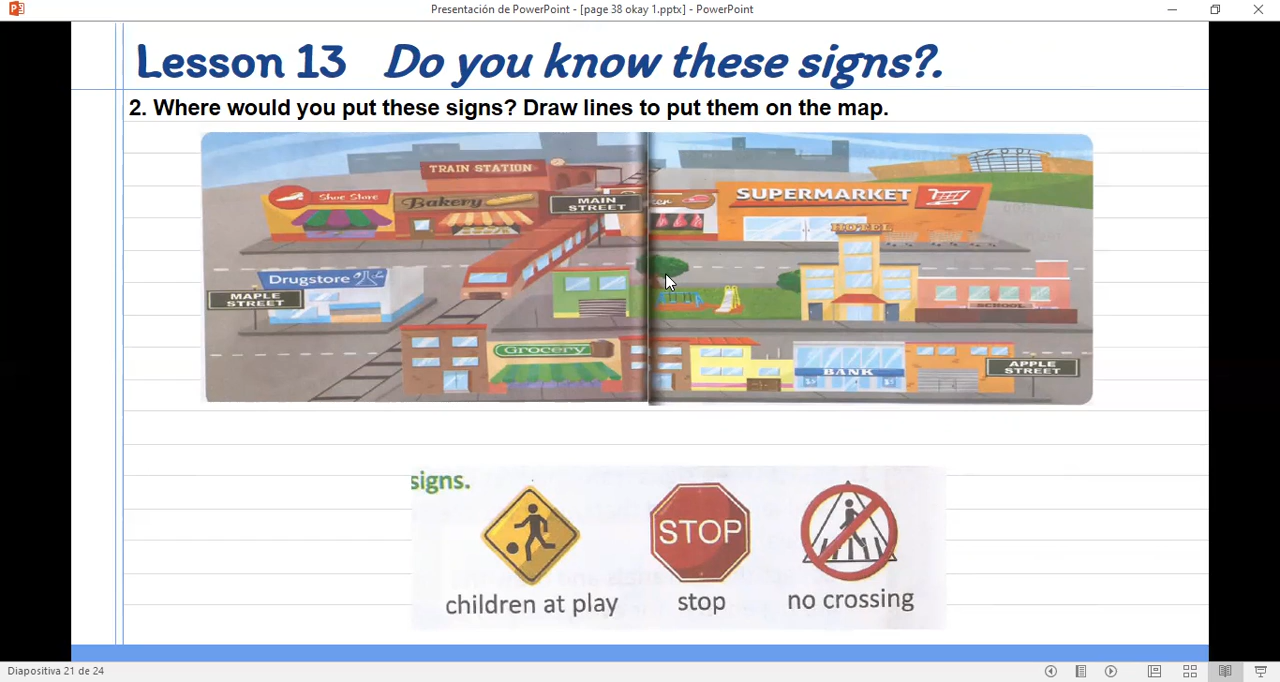 Presentación de PowerPoint - [page 38 okay 1.pptx] - PowerPoint
Lesson 13 Do you know these signs?.
2. Where would you put these signs? Draw lines to put them on the map.
TRAIN STATION
Shoe Store
Bakery
MAIN STREET
SUPERMARKET
HOTEL
Drugstore
MAPLE STREET
SCHOOL
Grocery
BANK
APPLE STREET
signs.
STOP
children at play
stop
no crossing
Diapositiva 21 de 24